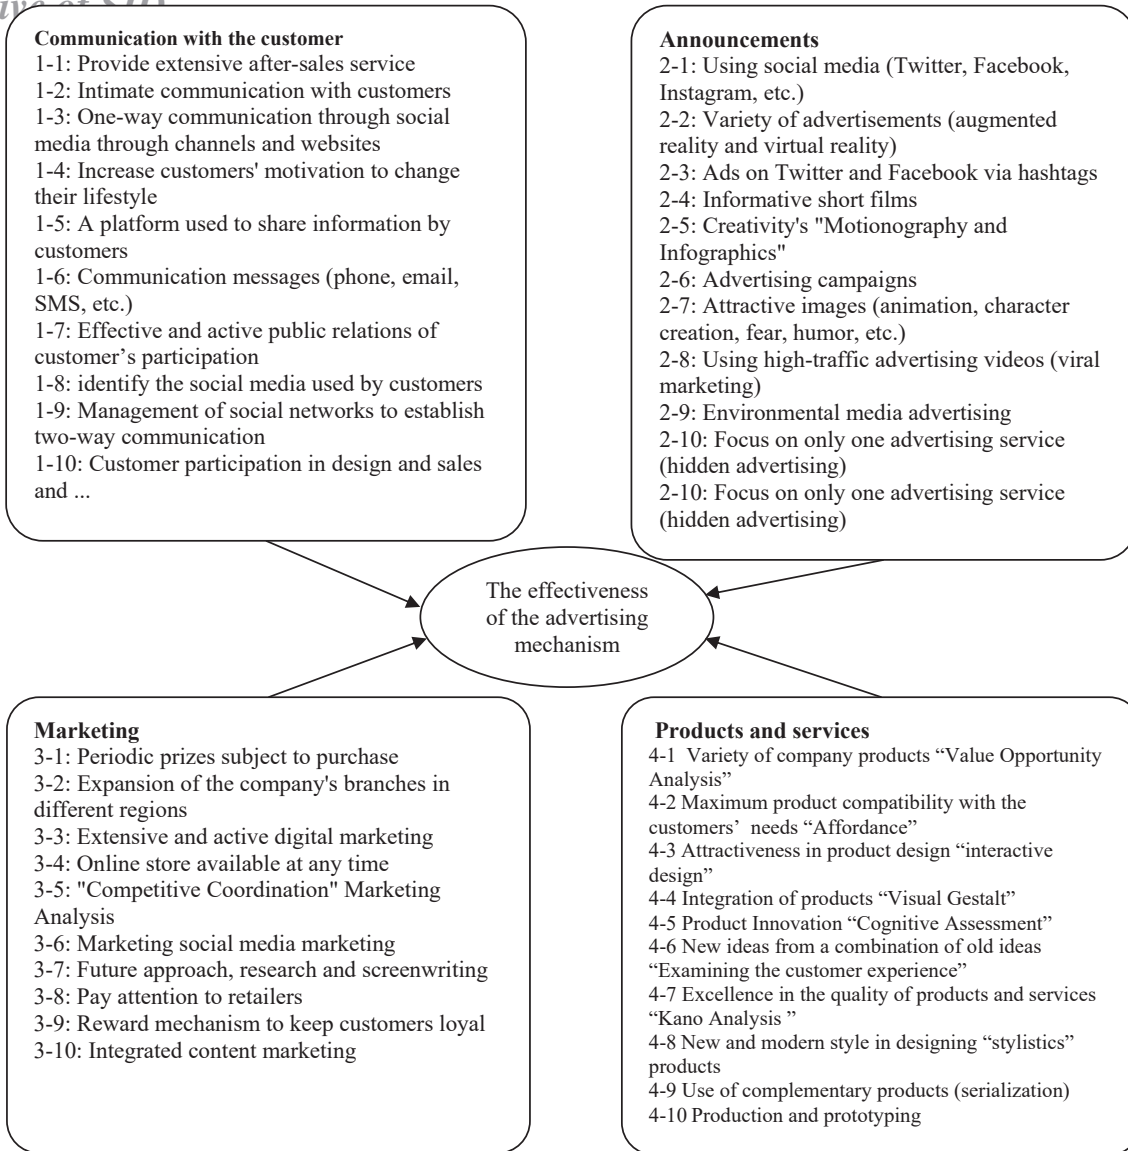 ive of SID
Communication with the customer
1-1: Provide extensive after-sales service
1-2: Intimate communication with customers
1-3: One-way communication through social
media through channels and websites
1-4: Increase customers' motivation to change
their lifestyle
1-5: A platform used to share information by
customers
1-6: Communication messages (phone, email,
SMS, etc.)
1-7: Effective and active public relations of
customer’s participation
1-8: identify the social media used by customers
1-9: Management of social networks to establish
two-way communication
1-10: Customer participation in design and sales
and ...
Announcements
2-1: Using social media (Twitter, Facebook,
Instagram, etc.)
2-2: Variety of advertisements (augmented
reality and virtual reality)
2-3: Ads on Twitter and Facebook via hashtags
2-4: Informative short films
2-5: Creativity's "Motionography and
Infographics"
2-6: Advertising campaigns
2-7: Attractive images (animation, character
creation, fear, humor, etc.)
2-8: Using high-traffic advertising videos (viral
marketing)
2-9: Environmental media advertising
2-10: Focus on only one advertising service
(hidden advertising)
2-10: Focus on only one advertising service
(hidden advertising)
The effectiveness
of the advertising
mechanism
Marketing
3-1: Periodic prizes subject to purchase
3-2: Expansion of the company's branches in
different regions
3-3: Extensive and active digital marketing
3-4: Online store available at any time
3-5: "Competitive Coordination" Marketing
Analysis
3-6: Marketing social media marketing
3-7: Future approach, research and screenwriting
3-8: Pay attention to retailers
3-9: Reward mechanism to keep customers loyal
3-10: Integrated content marketing
Products and services
4-1 Variety of company products “Value Opportunity
Analysis”
4-2 Maximum product compatibility with the
customers’ needs “Affordance”
4-3 Attractiveness in product design “interactive
design”
4-4 Integration of products “Visual Gestalt”
4-5 Product Innovation “Cognitive Assessment”
4-6 New ideas from a combination of old ideas
“Examining the customer experience”
4-7 Excellence in the quality of products and services
“Kano Analysis ”
4-8 New and modern style in designing “stylistics”
products
4-9 Use of complementary products (serialization)
4-10 Production and prototyping